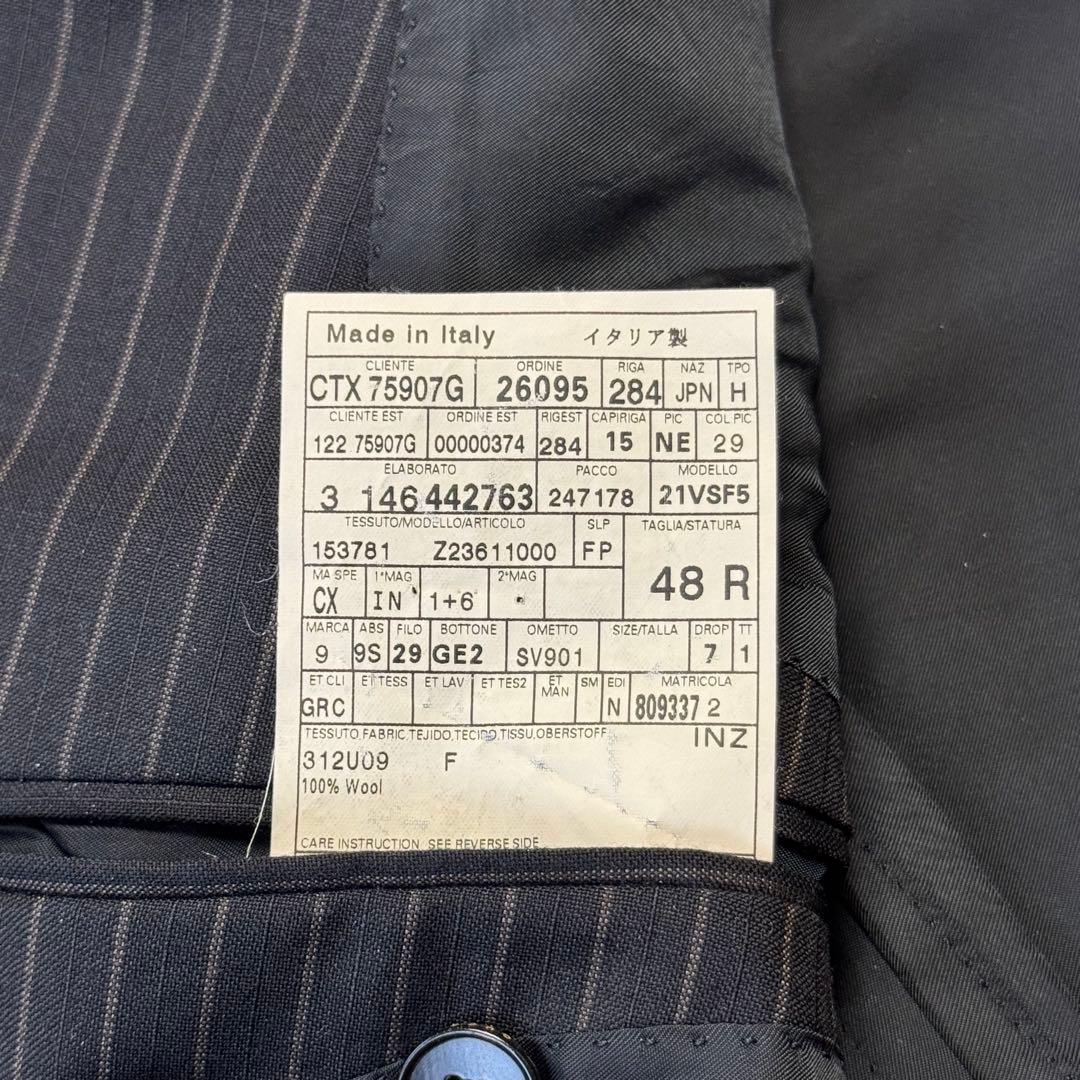 Made in Italy イタリア製
CLIENTE ORDINE RIGA NAZ TPO
CTX 75907G 26095 284 JPN H
CLIENTE EST ORDINE EST RIGEST CAPIRIGA PIC COL PIC
122 75907G 00000374 284 15 NE 29
ELABORATO PACCO MODELLO
3 146 442763 247178 21VSF5
TESSUTO/MODELLO/ARTICOLO SLP TAGLIA/STATURA
153781 Z23611000 FP 48 R
MA SPE 1°MAG 2°MAG
CX IN 1+6
MARCA ABS FILO BOTTONE OMETTO SIZE/TALLA DROP TT
9 9S 29 GE2 SV901 7 1
ET CLI ET TESS ET LAV ET TES2 ET MAN SM EDI MATRICOLA
GRC N 809337 2
TESSUTO,FABRIC,TEJIDO,TECIDO,TISSU,OBERSTOFF INZ
312U09 F
100% Wool
CARE INSTRUCTION SEE REVERSE SIDE